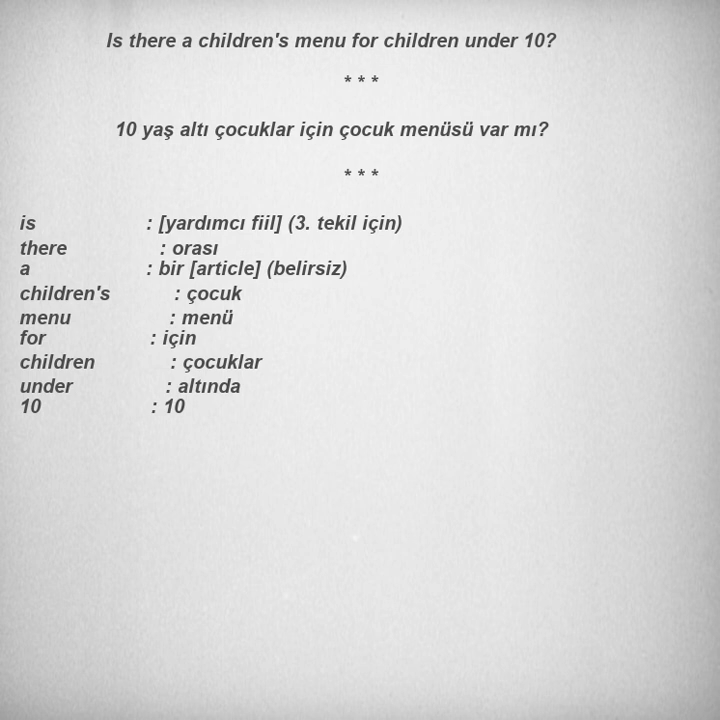 Is there a children's menu for children under 10?
* * *
10 yaş altı çocuklar için çocuk menüsü var mı?
* * *
is : [yardımcı fiil] (3. tekil için)
there : orası
a : bir [article] (belirsiz)
children's : çocuk
menu : menü
for : için
children : çocuklar
under : altında
10 : 10